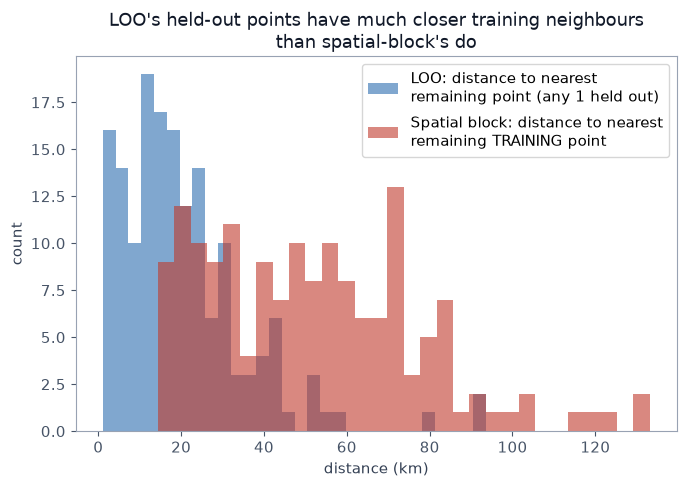 LOO's held-out points have much closer training neighbours
than spatial-block's do
LOO: distance to nearest
remaining point (any 1 held out)
Spatial block: distance to nearest
remaining TRAINING point
17.5
15.0
12.5
10.0
7.5
5.0
2.5
0.0
count
0 20 40 60 80 100 120
distance (km)